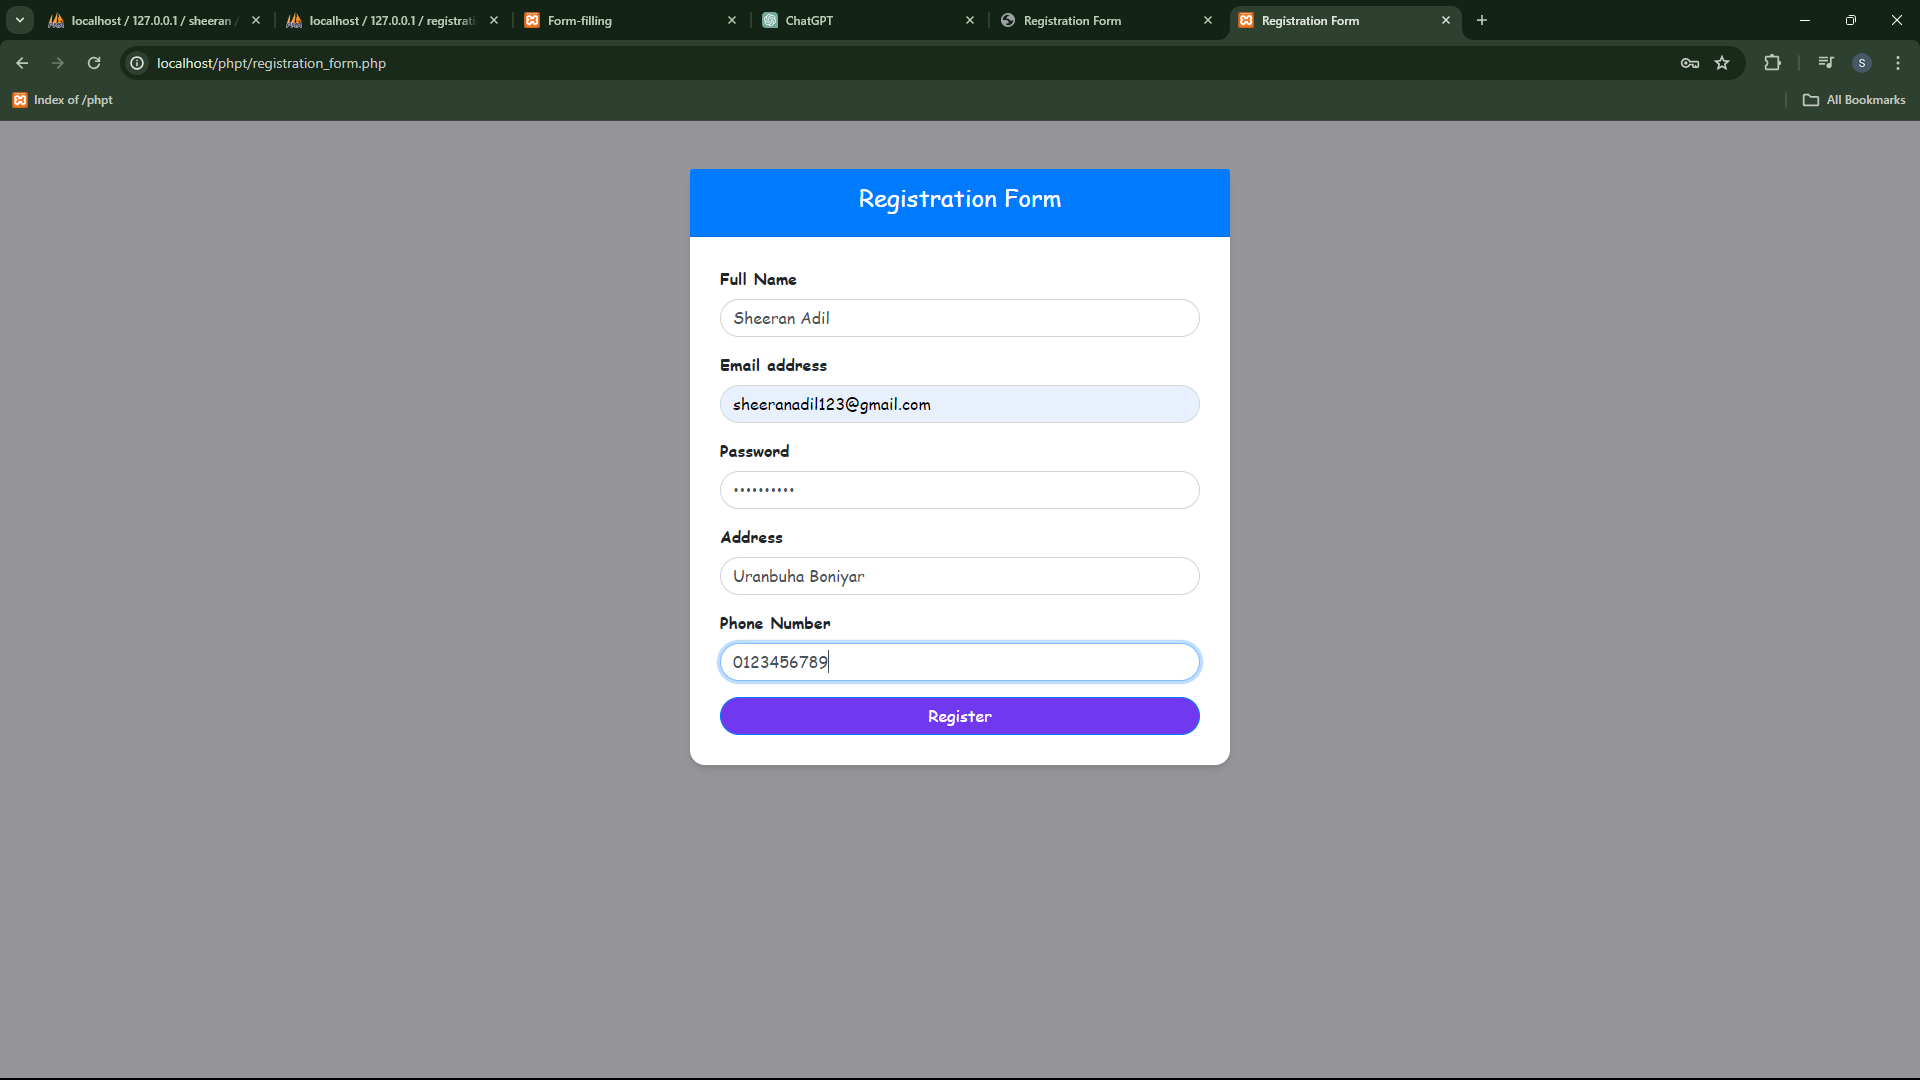 localhost / 127.0.0.1 / sheeran
localhost / 127.0.0.1 / registrati
Form-filling
ChatGPT
Registration Form
Registration Form
localhost/phpt/registration_form.php
S
Index of /phpt
All Bookmarks
Registration Form
Full Name
Sheeran Adil
Email address
sheeranadil123@gmail.com
Password
••••••••••
Address
Uranbuha Boniyar
Phone Number
0123456789
Register